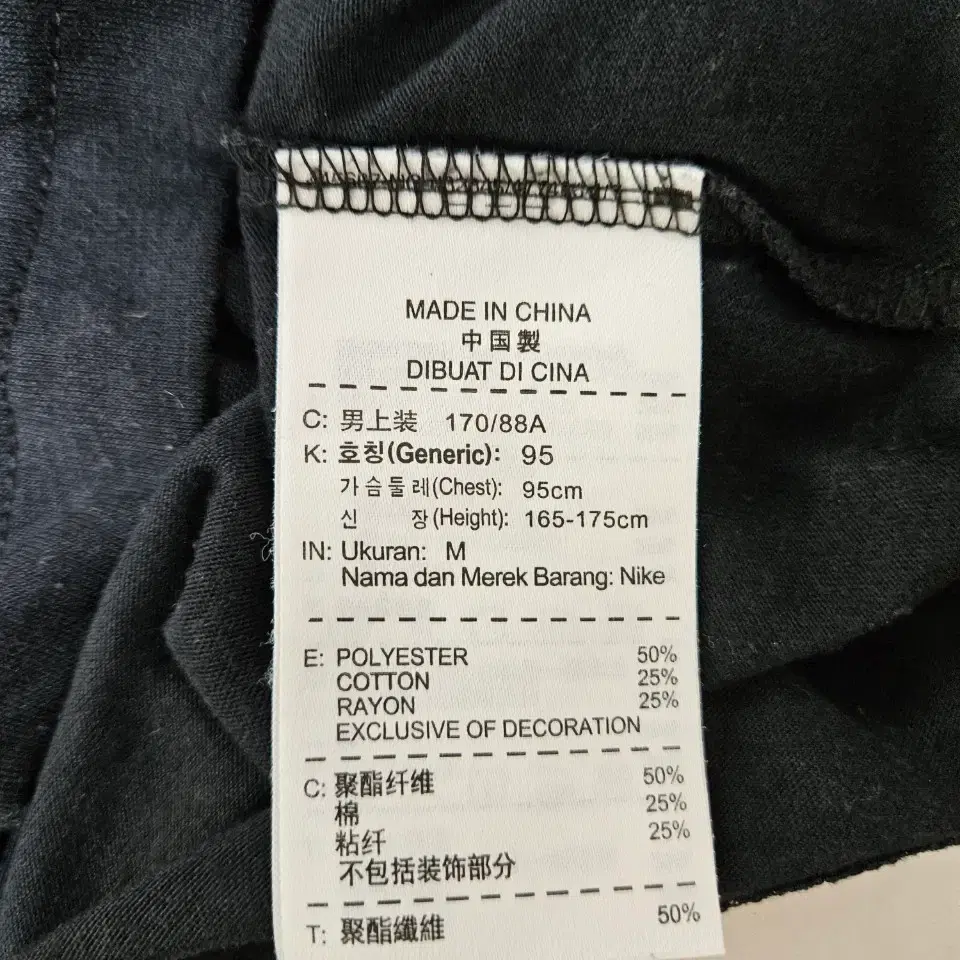 MADE IN CHINA
中国製
DIBUAT DI CINA
C: 男上装 170/88A
K: 호칭(Generic): 95
가슴둘레(Chest): 95cm
신 장(Height): 165-175cm
IN: Ukuran: M
Nama dan Merek Barang: Nike
E: POLYESTER 50%
COTTON 25%
RAYON 25%
EXCLUSIVE OF DECORATION
C: 聚酯纤维 50%
棉 25%
粘纤 25%
不包括装饰部分
T: 聚酯纖維 50%